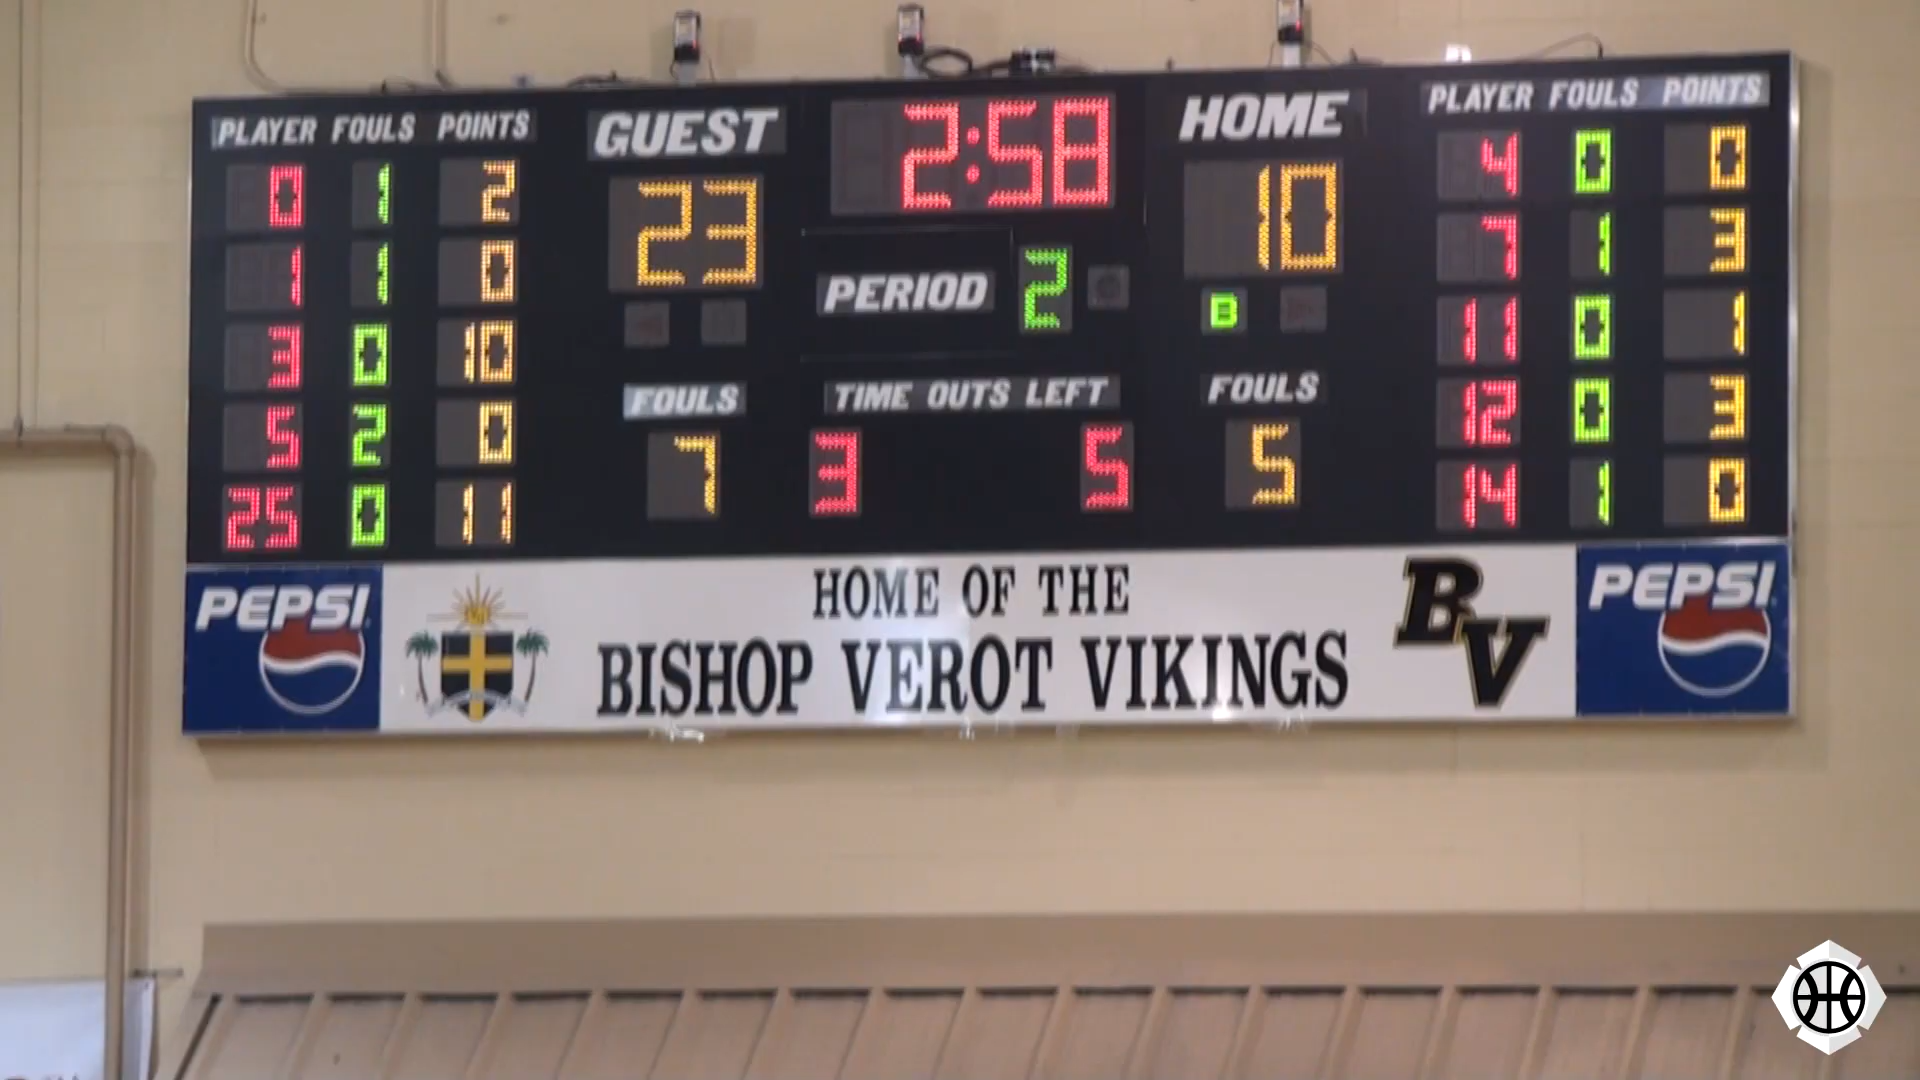 PLAYER FOULS POINTS
0 1 2
1 1 0
3 0 10
5 2 0
25 0 11
GUEST
23
2:58
PERIOD 2
HOME
10
B
FOULS
7
TIME OUTS LEFT
3 5
FOULS
5
PLAYER FOULS POINTS
4 0 0
7 1 3
11 0 1
12 0 3
14 1 0
PEPSI
HOME OF THE
BISHOP VEROT VIKINGS
BV
PEPSI